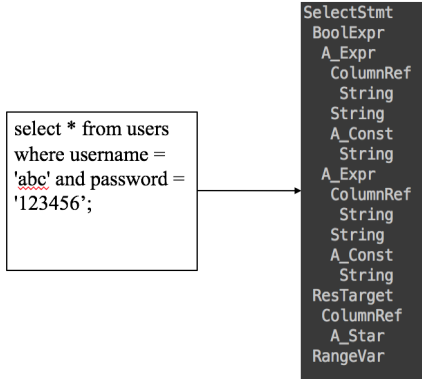 select * from users
where username =
'abc' and password =
'123456’;
SelectStmt
BoolExpr
A_Expr
ColumnRef
String
String
A_Const
String
A_Expr
ColumnRef
String
String
A_Const
String
ResTarget
ColumnRef
A_Star
RangeVar